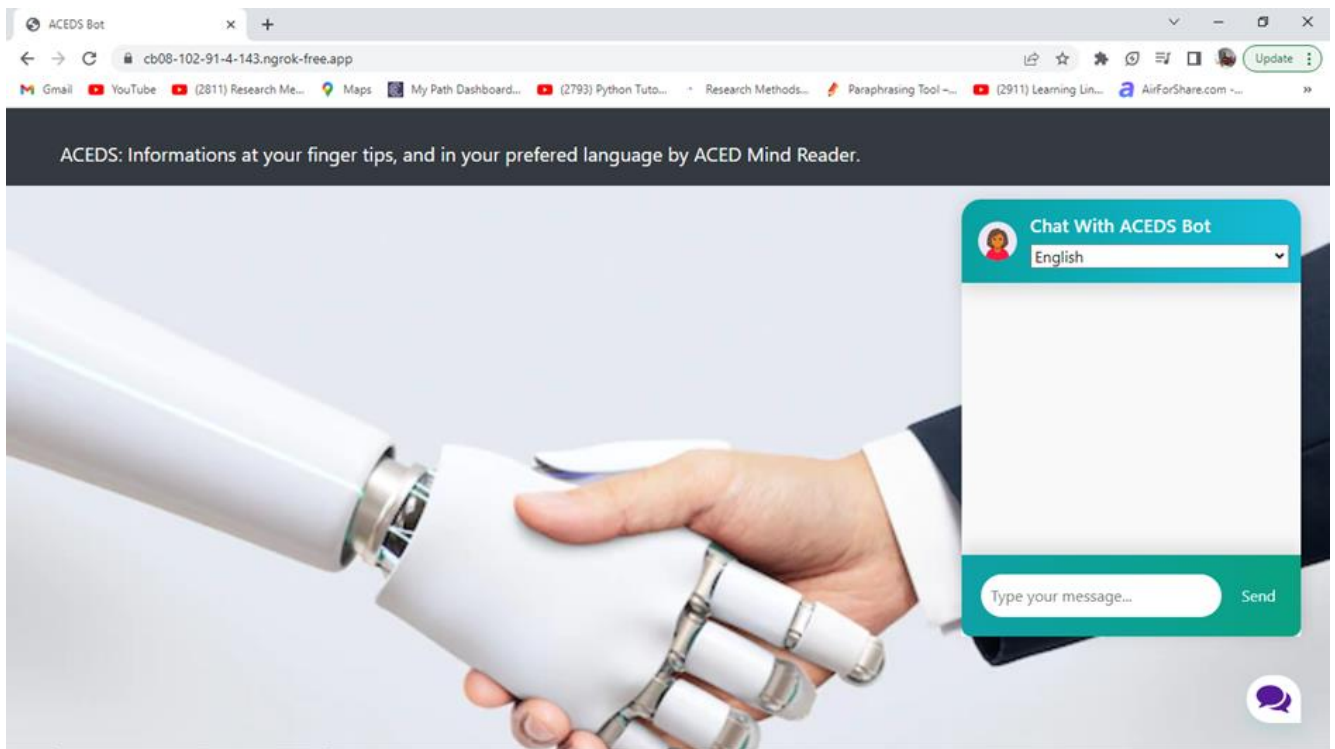 ACEDS Bot
cb08-102-91-4-143.ngrok-free.app
Update
Gmail YouTube (2811) Research Me... Maps My Path Dashboard... (2793) Python Tuto... Research Methods... Paraphrasing Tool –... (2911) Learning Lin... AirForShare.com -... »
ACEDS: Informations at your finger tips, and in your prefered language by ACED Mind Reader.
Chat With ACEDS Bot
English
Type your message... Send